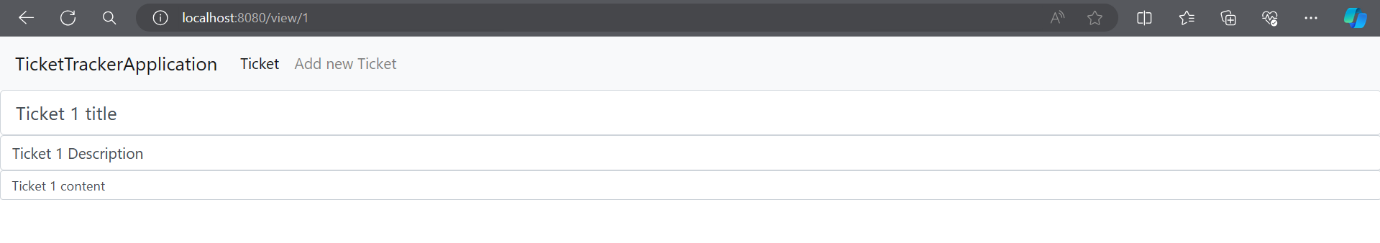 localhost:8080/view/1
TicketTrackerApplication Ticket Add new Ticket
Ticket 1 title
Ticket 1 Description
Ticket 1 content